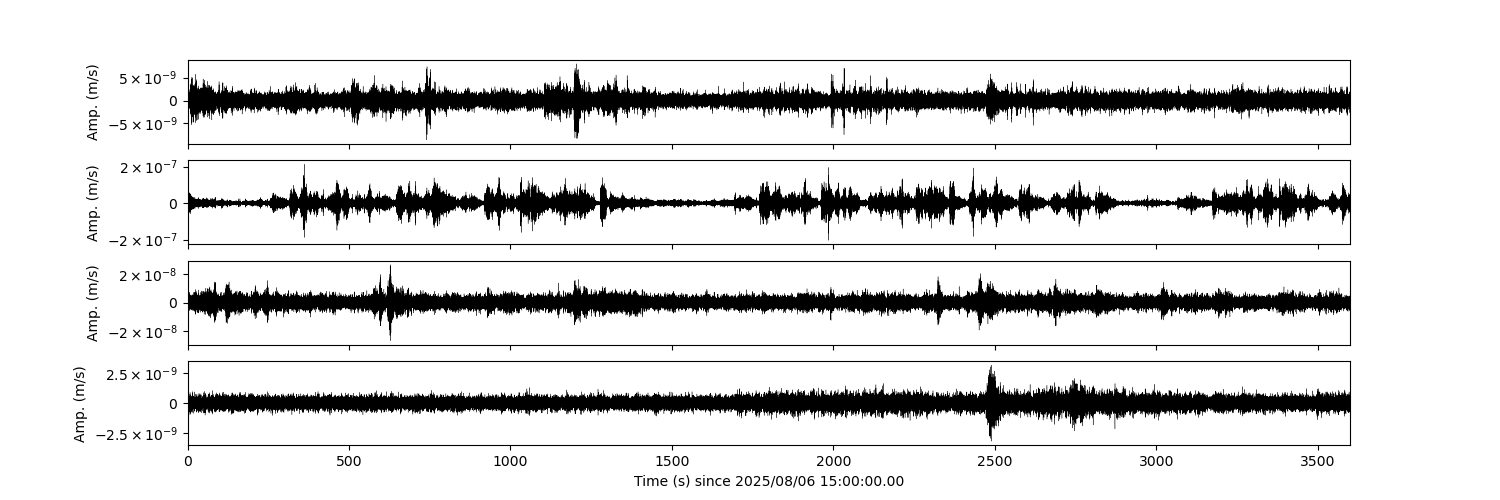 Amp. (m/s)
5 × 10⁻⁹
0
−5 × 10⁻⁹
Amp. (m/s)
2 × 10⁻⁷
0
−2 × 10⁻⁷
Amp. (m/s)
2 × 10⁻⁸
0
−2 × 10⁻⁸
Amp. (m/s)
2.5 × 10⁻⁹
0
−2.5 × 10⁻⁹
0 500 1000 1500 2000 2500 3000 3500
Time (s) since 2025/08/06 15:00:00.00